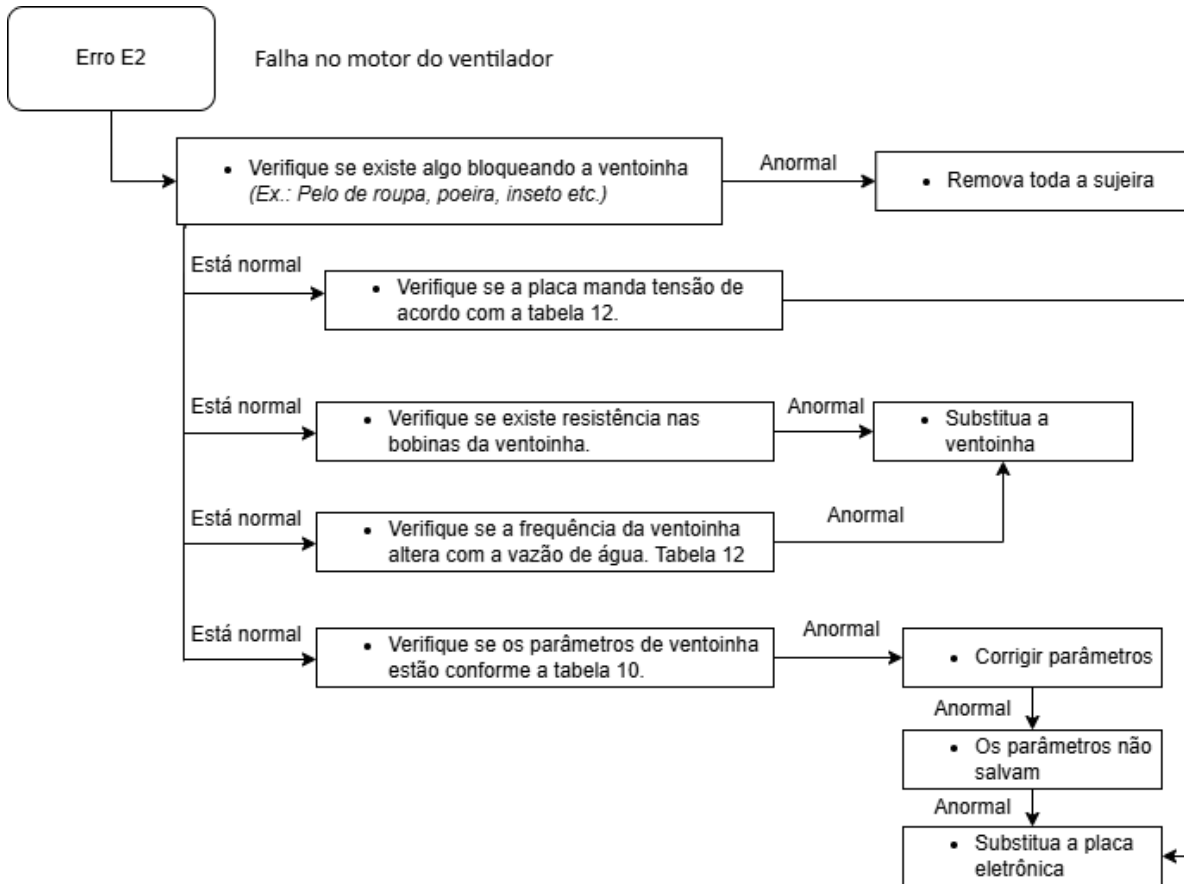 Erro E2
Falha no motor do ventilador
• Verifique se existe algo bloqueando a ventoinha
(Ex.: Pelo de roupa, poeira, inseto etc.)
Anormal
• Remova toda a sujeira
Está normal
• Verifique se a placa manda tensão de
acordo com a tabela 12.
Está normal
• Verifique se existe resistência nas
bobinas da ventoinha.
Anormal
• Substitua a
ventoinha
Está normal
• Verifique se a frequência da ventoinha
altera com a vazão de água. Tabela 12
Anormal
Está normal
• Verifique se os parâmetros de ventoinha
estão conforme a tabela 10.
Anormal
• Corrigir parâmetros
Anormal
• Os parâmetros não
salvam
Anormal
• Substitua a placa
eletrônica